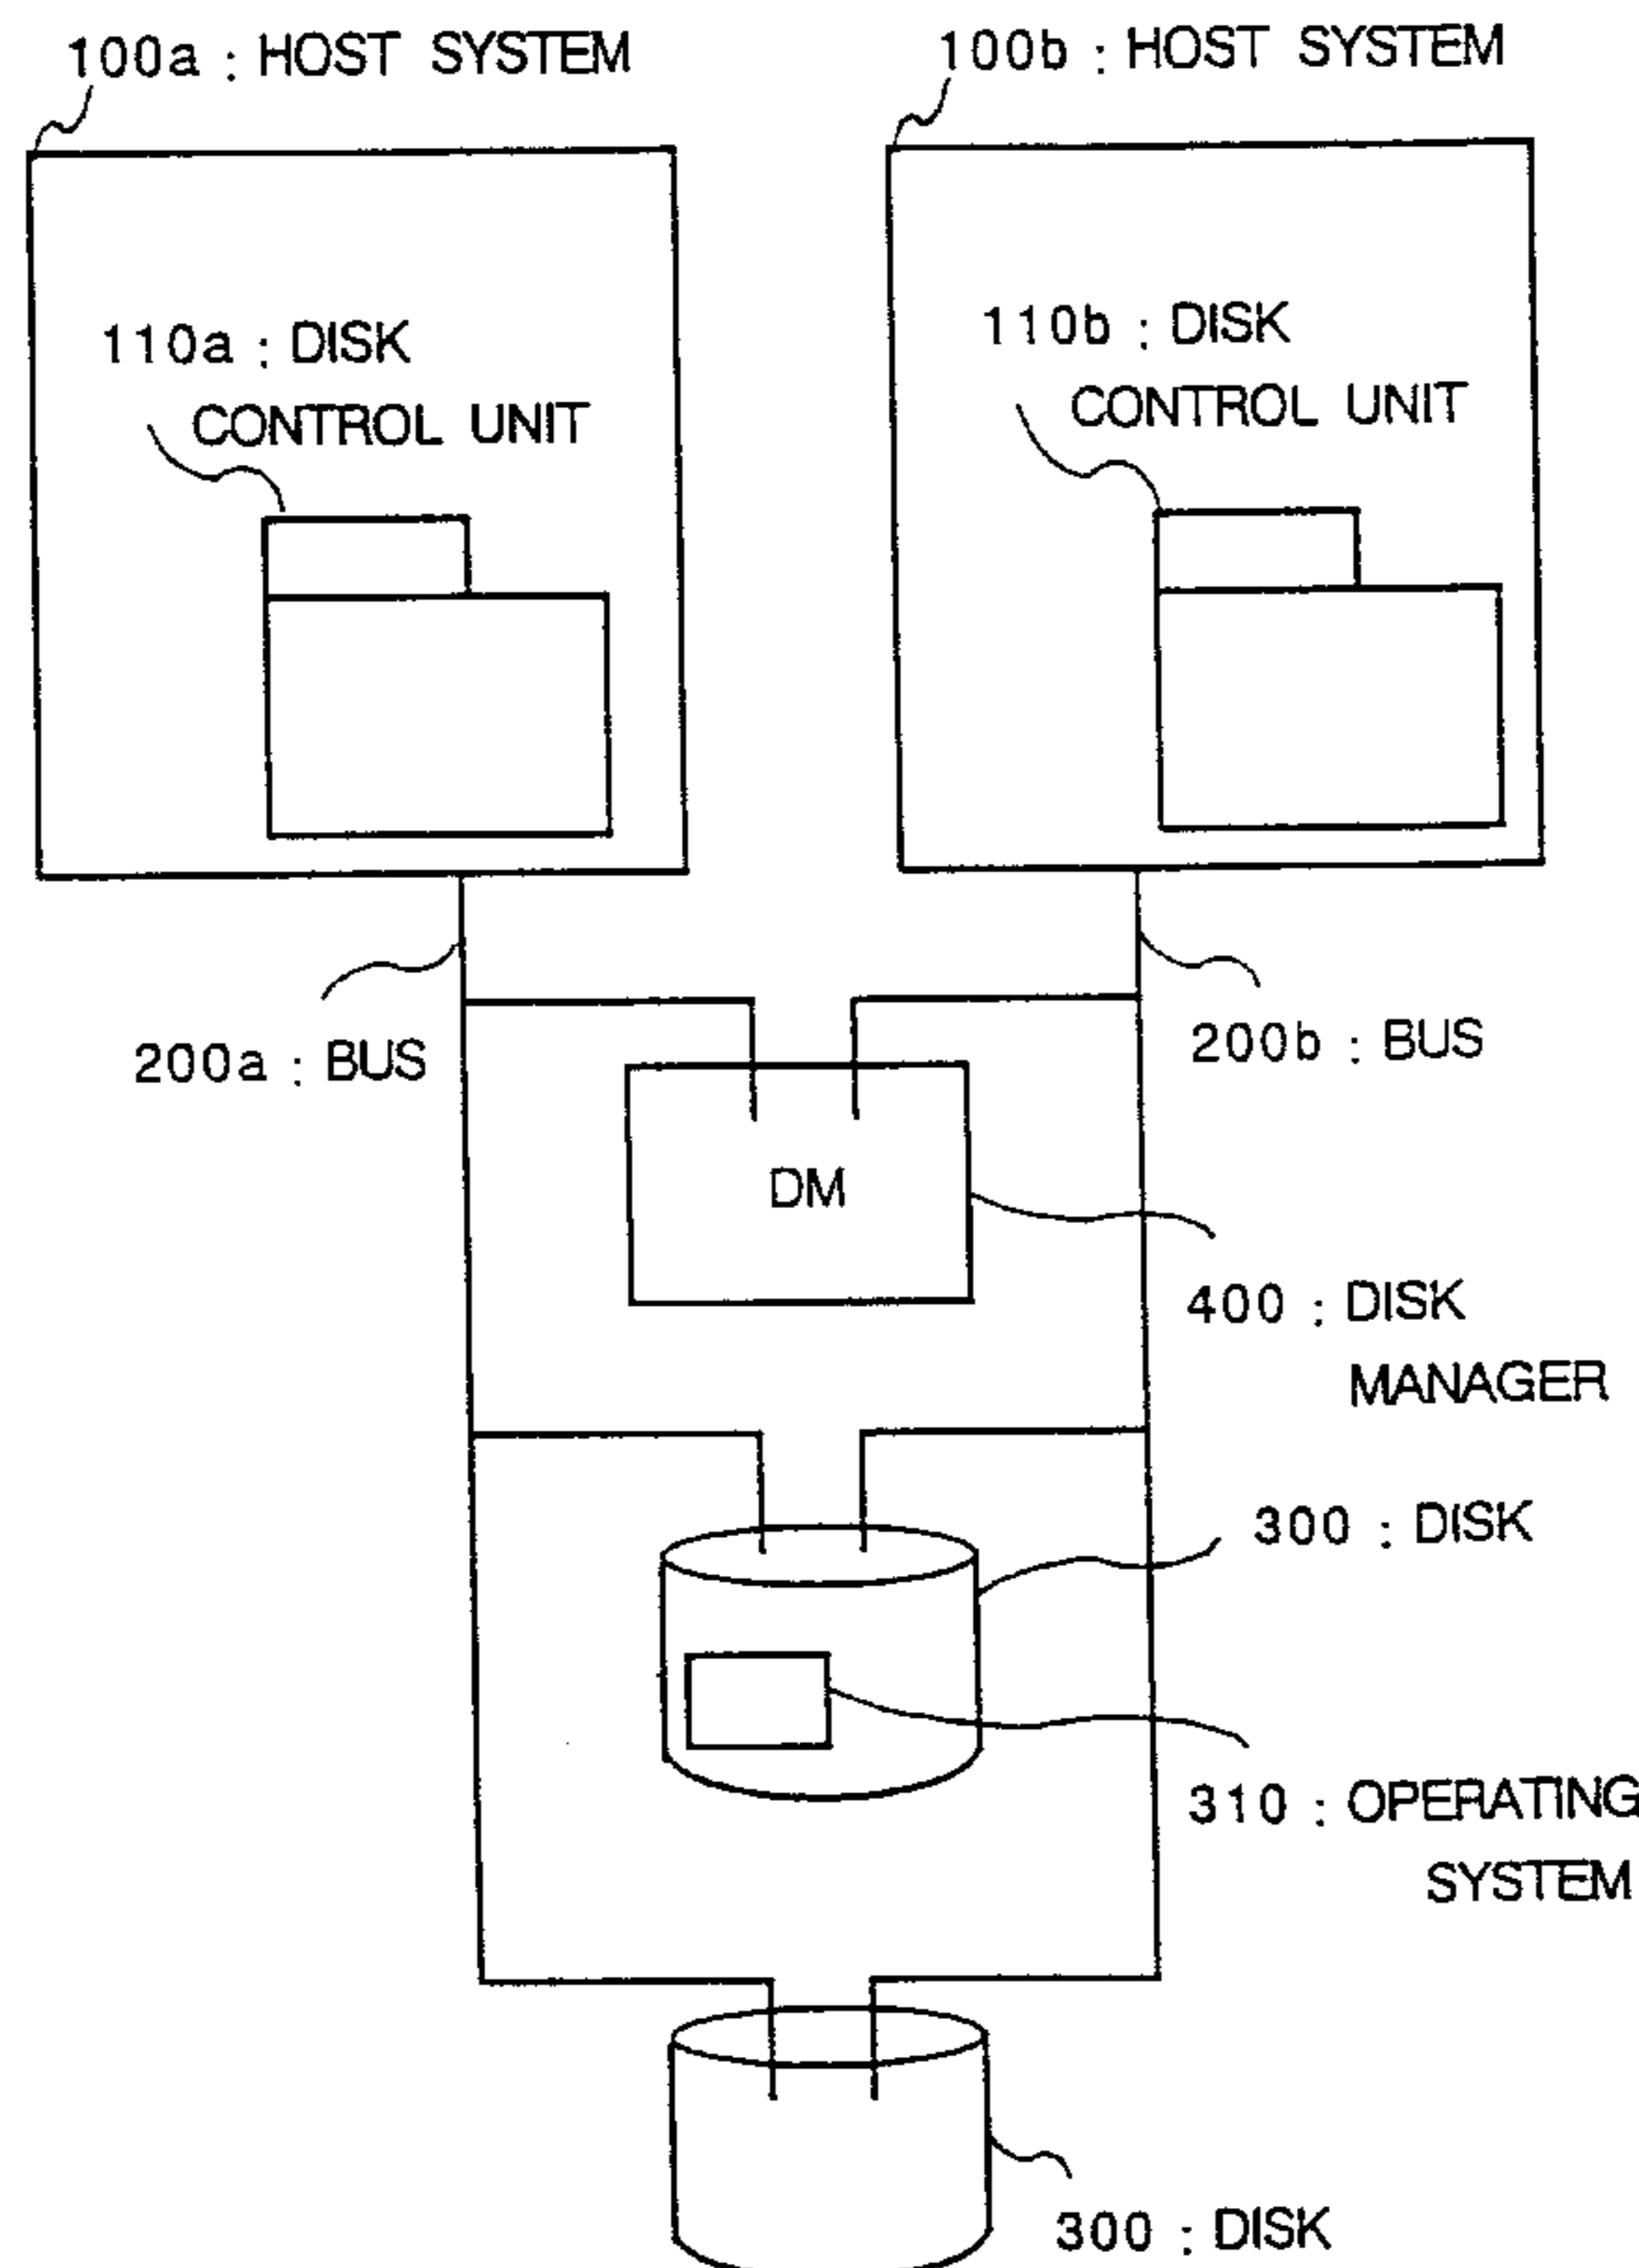 100a : HOST SYSTEM
100b : HOST SYSTEM
110a : DISK
CONTROL UNIT
110b : DISK
CONTROL UNIT
200a : BUS
200b : BUS
DM
400 : DISK
MANAGER
300 : DISK
310 : OPERATING
SYSTEM
300 : DISK